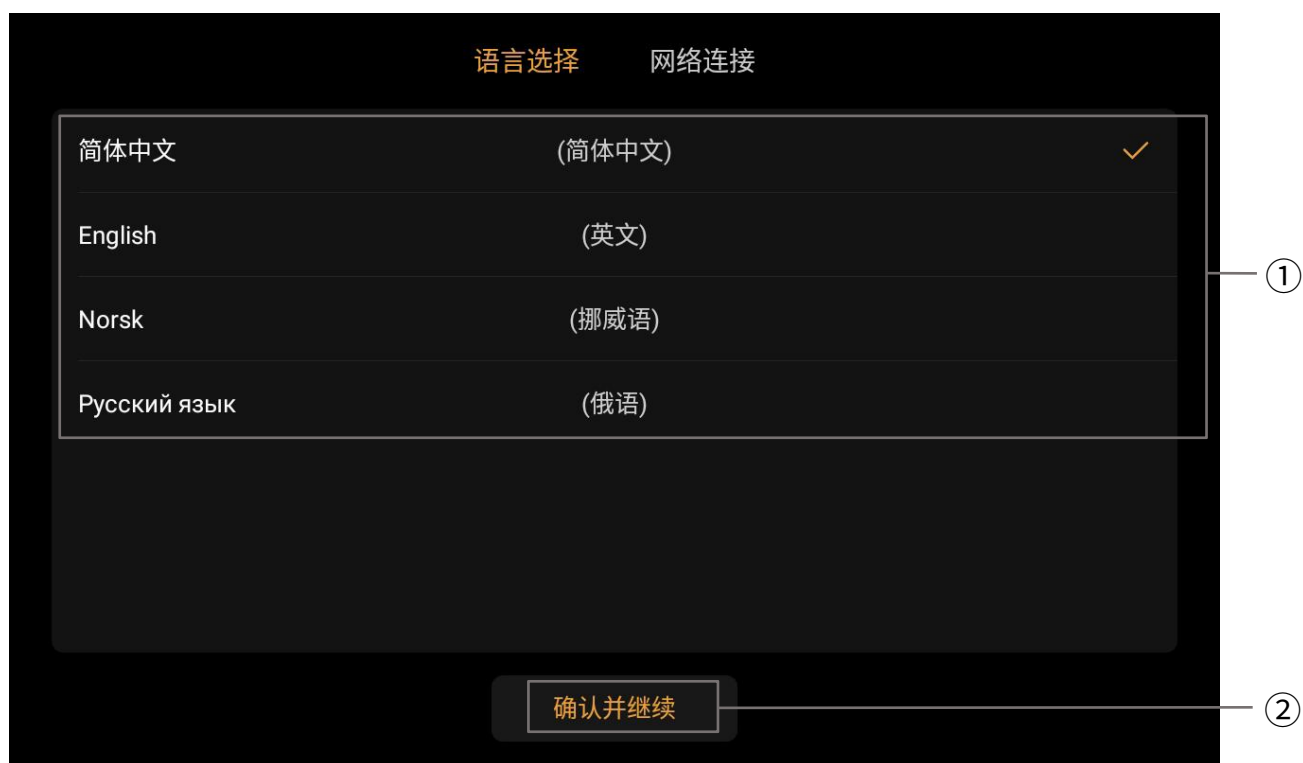 语言选择 网络连接
简体中文 (简体中文)
English (英文)
①
Norsk (挪威语)
Русский язык (俄语)
确认并继续 ②